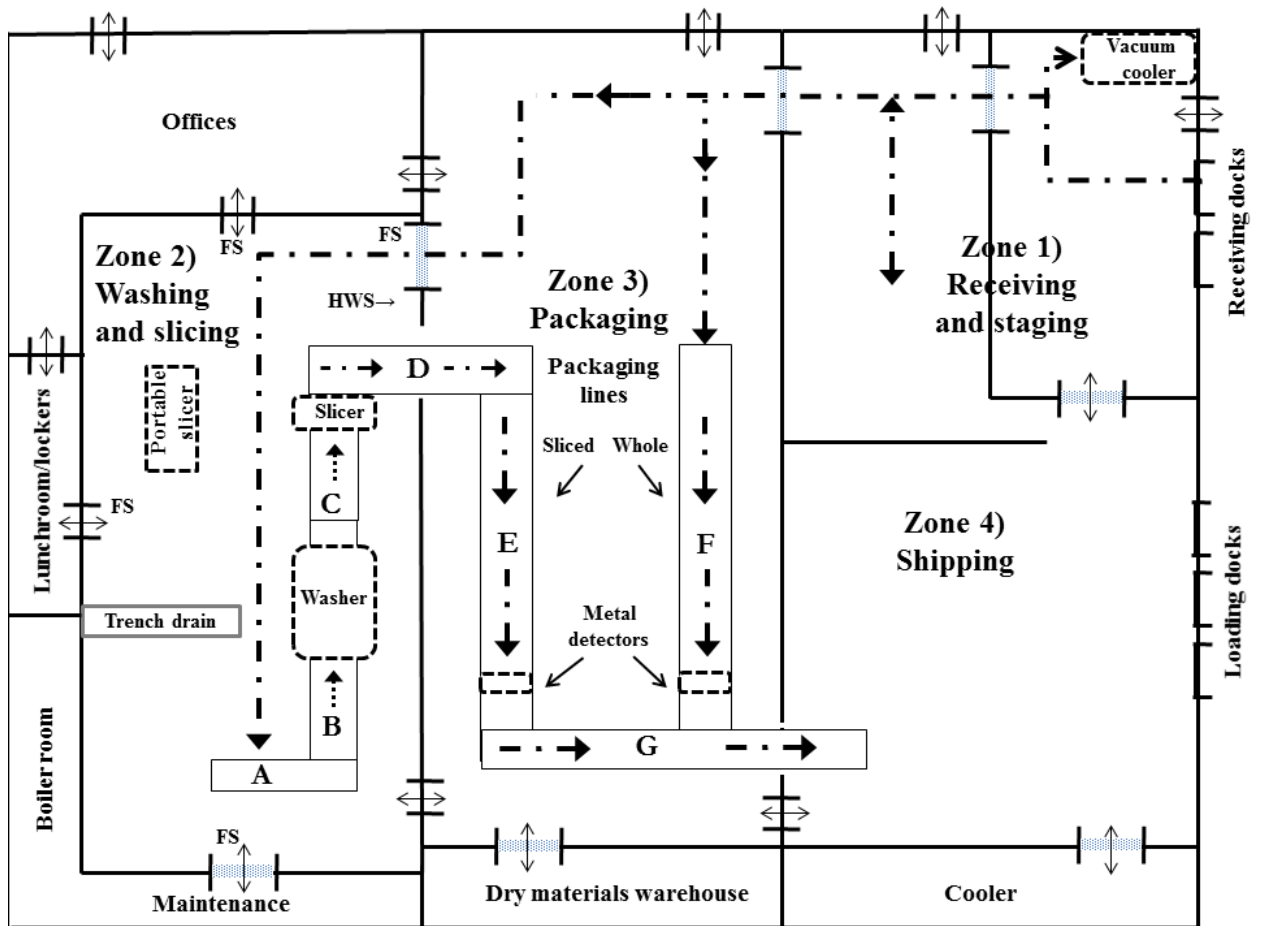 Vacuum
cooler
Offices
Receiving docks
FS
FS
Zone 2)
Washing
and slicing
HWS→
Zone 3)
Packaging
Zone 1)
Receiving
and staging
D
Packaging
lines
Portable
slicer
Slicer
Sliced Whole
Lunchroom/lockers
FS
C
E
F
Zone 4)
Shipping
Loading docks
Washer
Trench drain
Metal
detectors
B
A
G
Boiler room
FS
Maintenance
Dry materials warehouse
Cooler